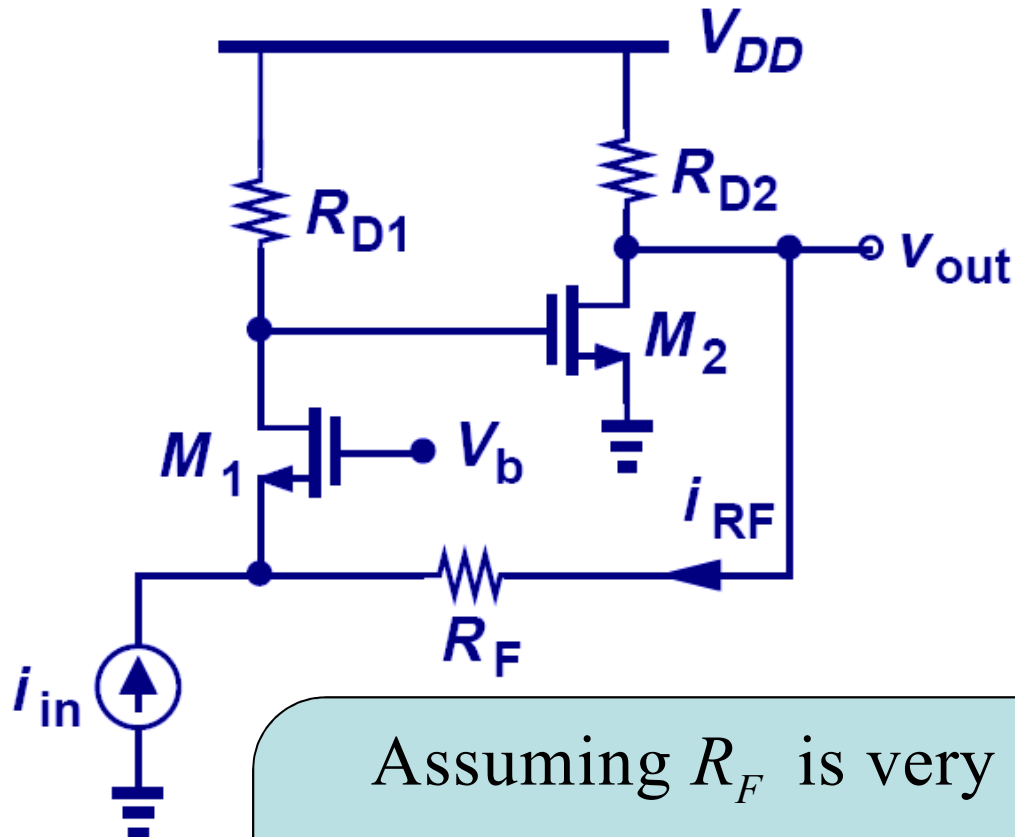 V_DD
R_D1
R_D2
v_out
M_2
M_1
V_b
i_RF
R_F
i_in
Assuming R_F is very